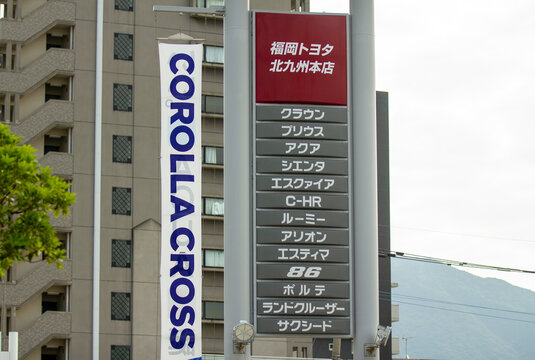 COROLLA CROSS
福岡トヨタ
北九州本店
クラウン
プリウス
アクア
シエンタ
エスクァイア
C-HR
ルーミー
アリオン
エスティマ
86
ポルテ
ランドクルーザー
サクシード